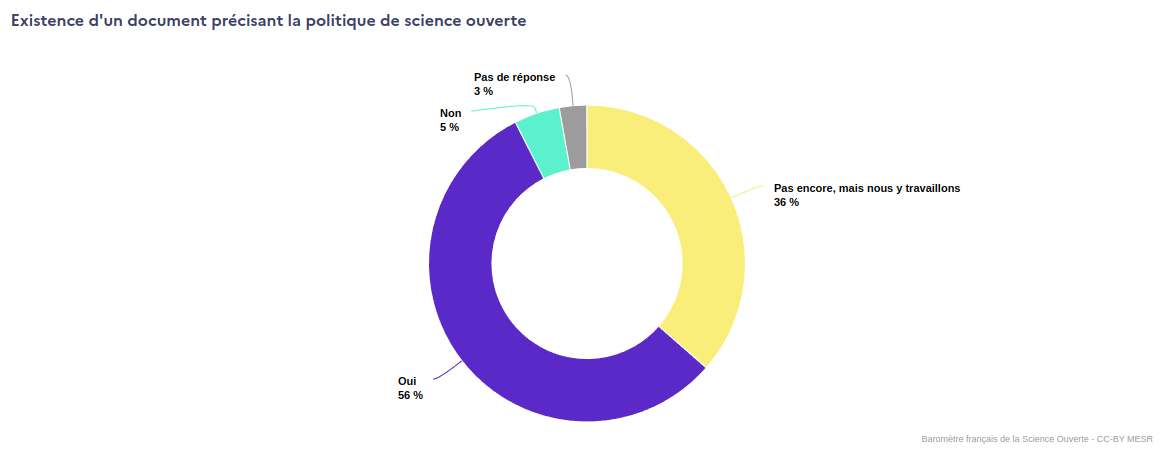 Existence d'un document précisant la politique de science ouverte
Pas de réponse
3 %
Non
5 %
Pas encore, mais nous y travaillons
36 %
Oui
56 %
Baromètre français de la Science Ouverte - CC-BY MESR